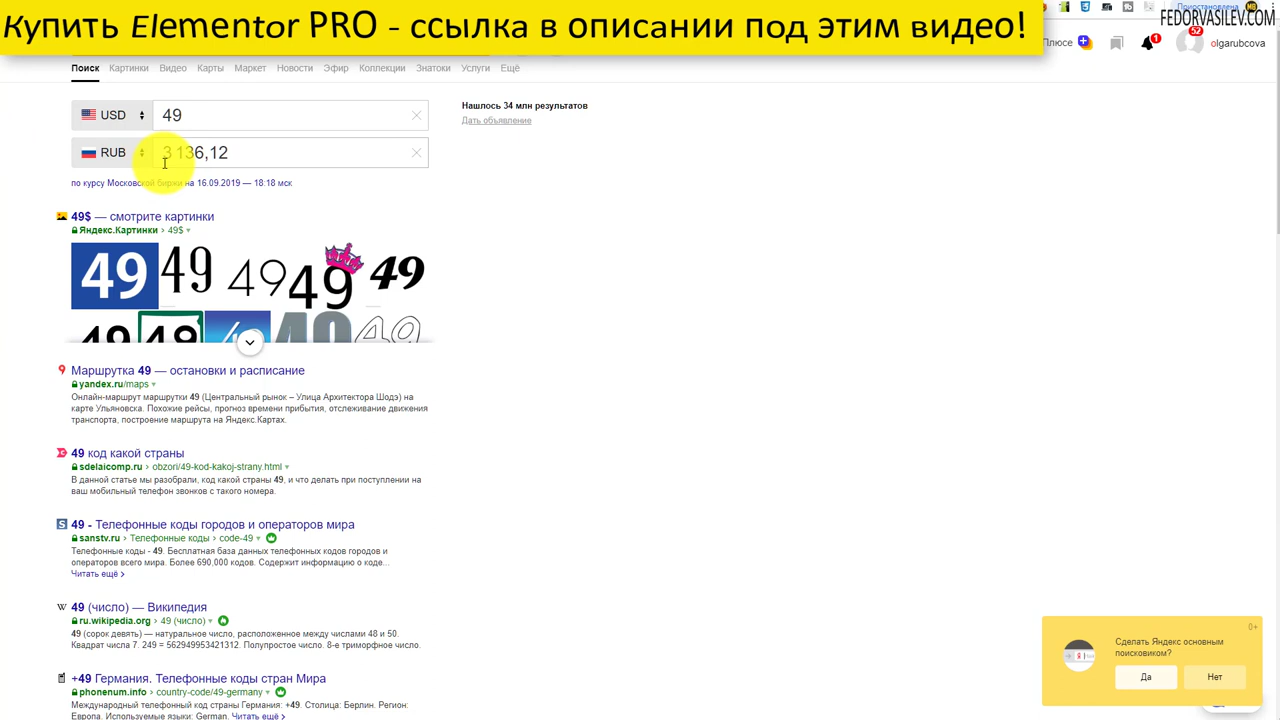 Купить Elementor PRO - ссылка в описании под этим видео!
Приостановлена
FEDORVASILEV.COM
Плюсе
1
52
olgarubcova
Поиск Картинки Видео Карты Маркет Новости Эфир Коллекции Знатоки Услуги Ещё
USD 49
RUB 3 136,12
по курсу Московской биржи на 16.09.2019 — 18:18 мск
Нашлось 34 млн результатов
Дать объявление
49$ — смотрите картинки
Яндекс.Картинки › 49$
49 49 49 49 49
49 49 49 49
Маршрутка 49 — остановки и расписание
yandex.ru/maps
Онлайн-маршрут маршрутки 49 (Центральный рынок – Улица Архитектора Шодэ) на
карте Ульяновска. Похожие рейсы, прогноз времени прибытия, отслеживание движения
транспорта, построение маршрута на Яндекс.Картах.
49 код какой страны
sdelaicomp.ru › obzori/49-kod-kakoj-strany.html
В данной статье мы разобрали, код какой страны 49, и что делать при поступлении на
ваш мобильный телефон звонков с такого номера.
49 - Телефонные коды городов и операторов мира
sanstv.ru › Телефонные коды › code-49
Телефонные коды - 49. Бесплатная база данных телефонных кодов городов и
операторов всего мира. Более 690,000 кодов. Содержит информацию о коде...
Читать ещё ›
49 (число) — Википедия
ru.wikipedia.org › 49 (число)
49 (сорок девять) — натуральное число, расположенное между числами 48 и 50.
Квадрат числа 7. 249 = 562949953421312. Полупростое число. 8-е триморфное число.
+49 Германия. Телефонные коды стран Мира
phonenum.info › country-code/49-germany
Международный телефонный код страны Германия: +49. Столица: Берлин. Регион:
Европа. Используемые языки: German. Читать ещё ›
0+
Сделать Яндекс основным
поисковиком?
Да Нет